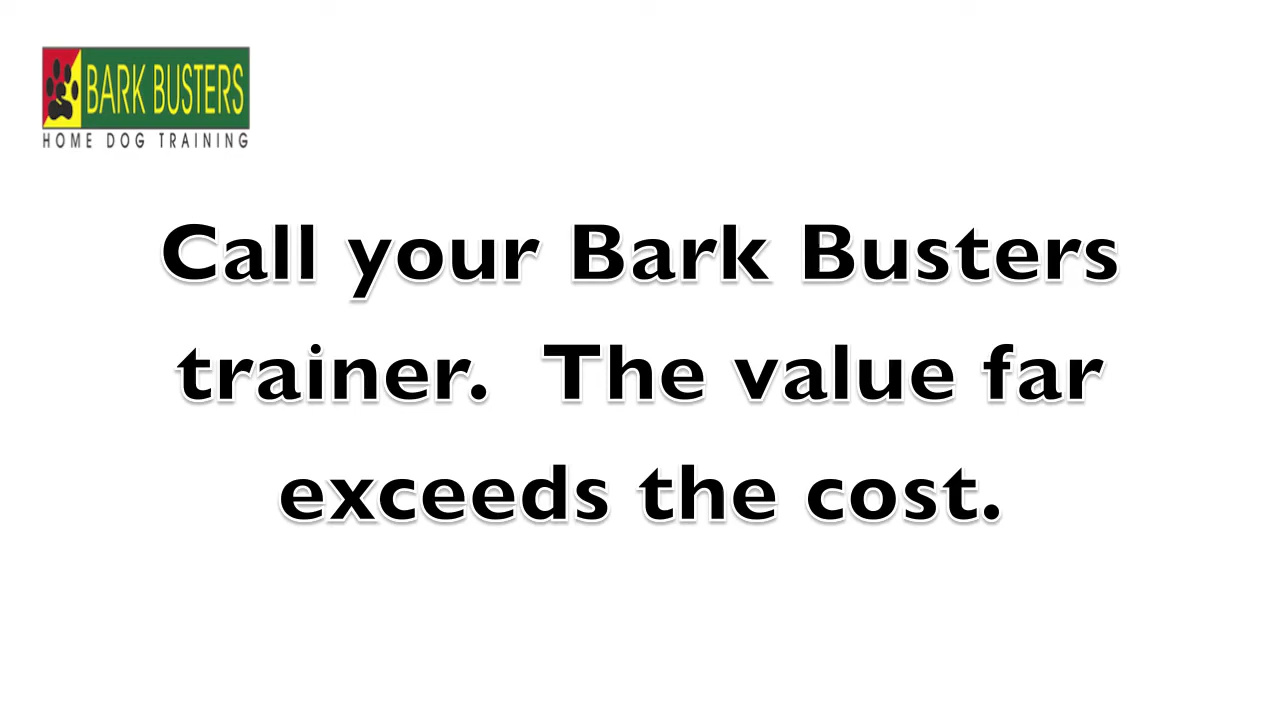 BARK BUSTERS
HOME DOG TRAINING
Call your Bark Busters
trainer.  The value far
exceeds the cost.